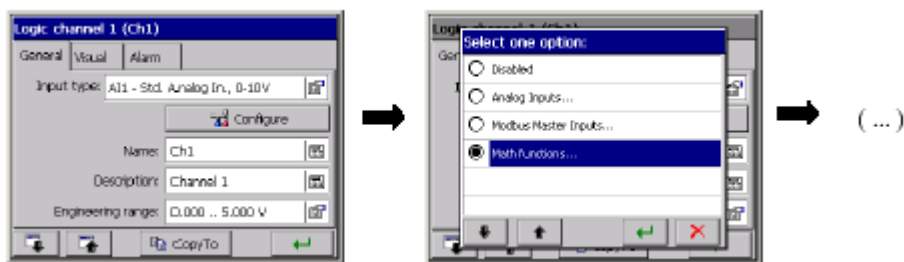 Logic channel 1 (Ch1)
General Visual Alarm
Input type: AI1 - Std. Analog In., 0-10V
Configure
Name: Ch1
Description: Channel 1
Engineering range: 0.000 .. 5.000 V
CopyTo
Select one option:
Disabled
Analog Inputs...
Modbus Master Inputs...
Math functions...
( ... )